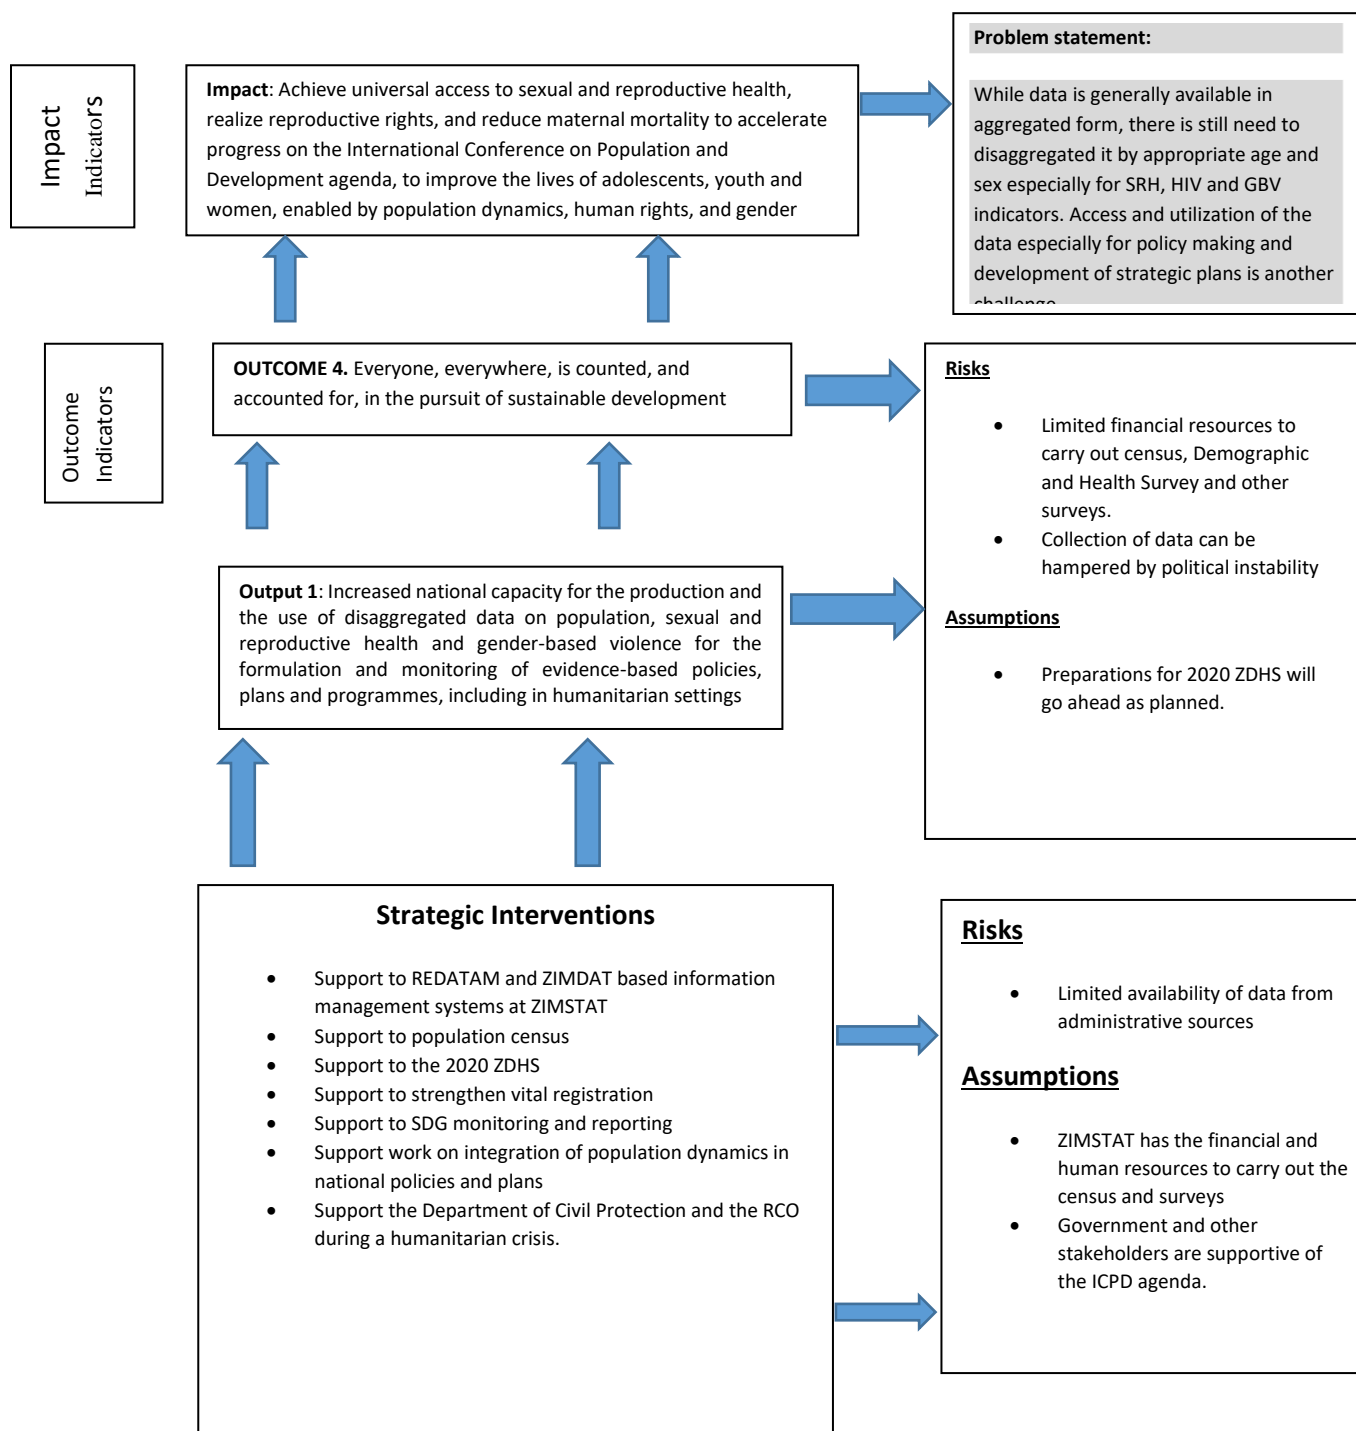 Impact
Indicators
Impact: Achieve universal access to sexual and reproductive health,
realize reproductive rights, and reduce maternal mortality to accelerate
progress on the International Conference on Population and
Development agenda, to improve the lives of adolescents, youth and
women, enabled by population dynamics, human rights, and gender
Problem statement:
While data is generally available in
aggregated form, there is still need to
disaggregated it by appropriate age and
sex especially for SRH, HIV and GBV
indicators. Access and utilization of the
data especially for policy making and
development of strategic plans is another
challenge
Outcome
Indicators
OUTCOME 4. Everyone, everywhere, is counted, and
accounted for, in the pursuit of sustainable development
Output 1: Increased national capacity for the production and
the use of disaggregated data on population, sexual and
reproductive health and gender-based violence for the
formulation and monitoring of evidence-based policies,
plans and programmes, including in humanitarian settings
Risks
• Limited financial resources to
carry out census, Demographic
and Health Survey and other
surveys.
• Collection of data can be
hampered by political instability
Assumptions
• Preparations for 2020 ZDHS will
go ahead as planned.
Strategic Interventions
• Support to REDATAM and ZIMDAT based information
management systems at ZIMSTAT
• Support to population census
• Support to the 2020 ZDHS
• Support to strengthen vital registration
• Support to SDG monitoring and reporting
• Support work on integration of population dynamics in
national policies and plans
• Support the Department of Civil Protection and the RCO
during a humanitarian crisis.
Risks
• Limited availability of data from
administrative sources
Assumptions
• ZIMSTAT has the financial and
human resources to carry out the
census and surveys
• Government and other
stakeholders are supportive of
the ICPD agenda.